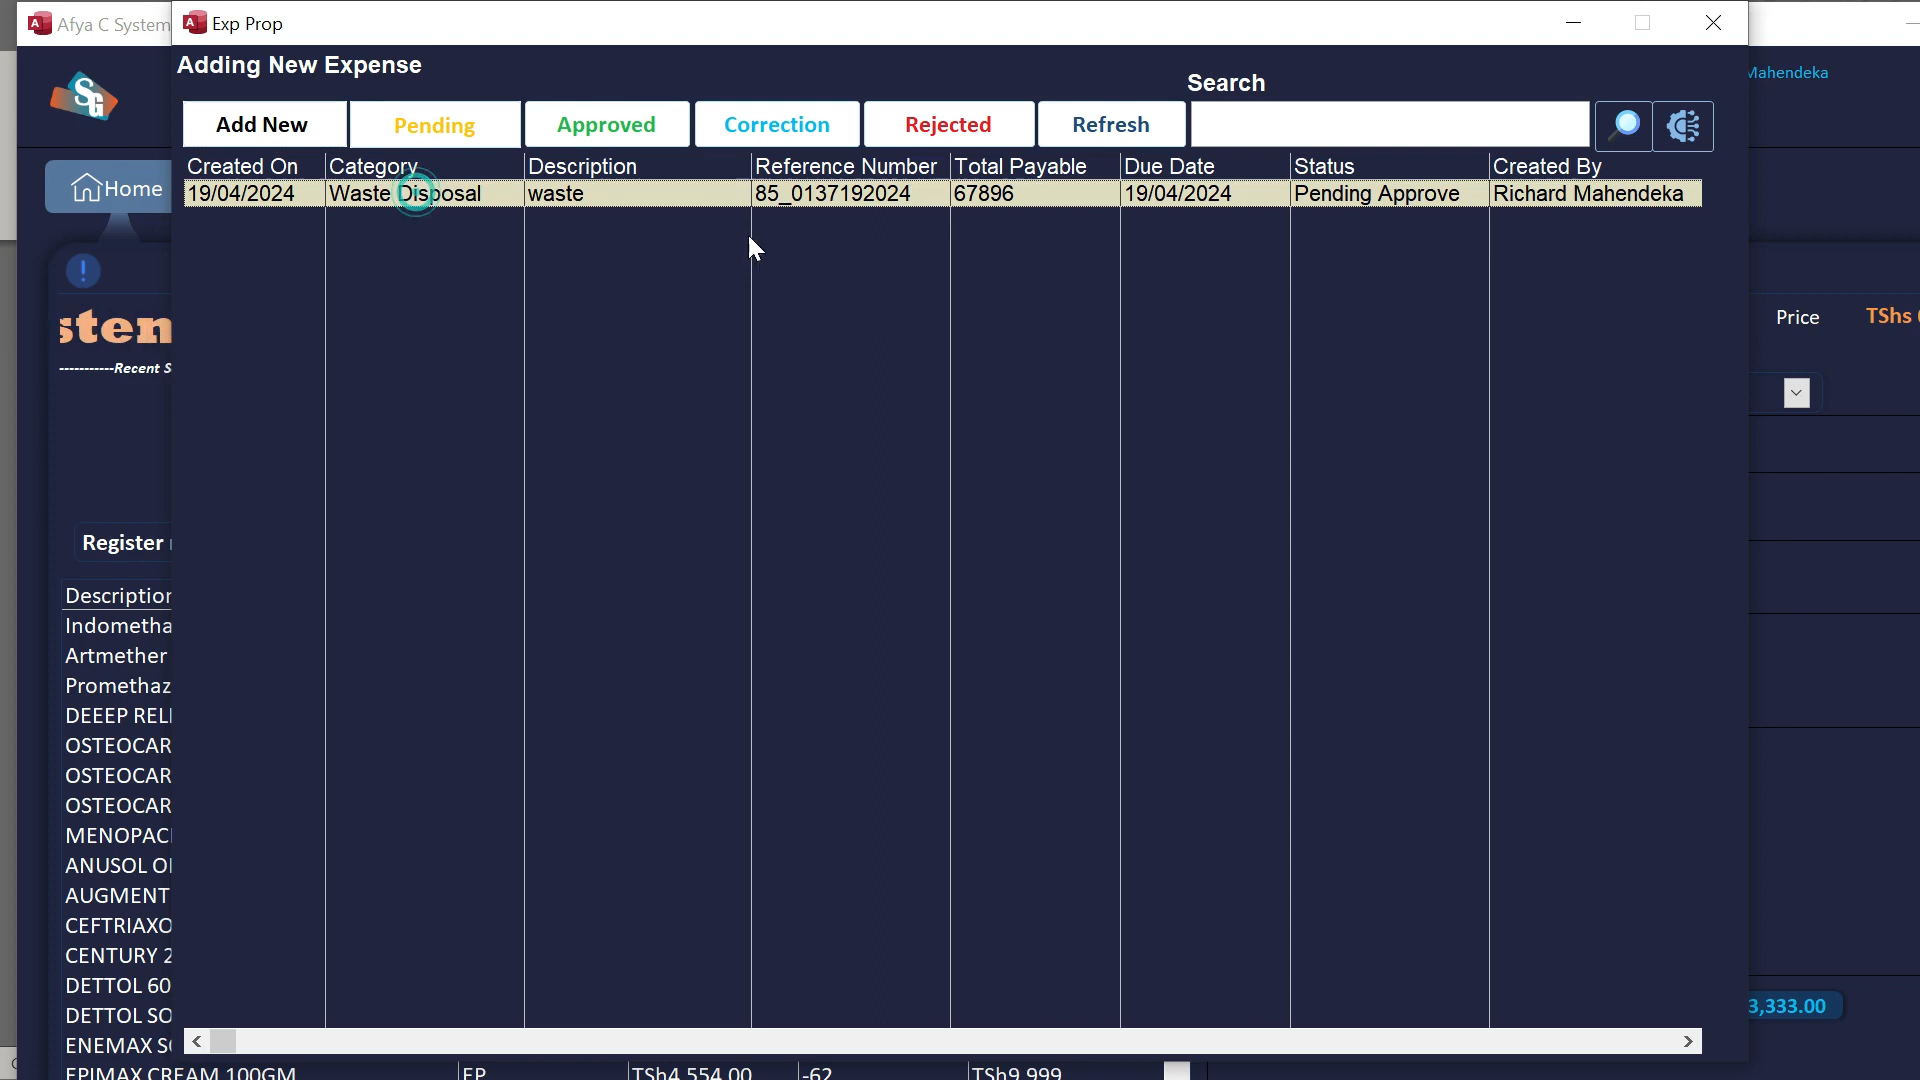 Afya C System
Exp Prop
Adding New Expense
Search
Mahendeka
Add New
Pending
Approved
Correction
Rejected
Refresh
Created On
Category
Description
Reference Number
Total Payable
Due Date
Status
Created By
19/04/2024
Waste Disposal
waste
85_0137192024
67896
19/04/2024
Pending Approve
Richard Mahendeka
SG
Home
sten
-----------Recent S
Price
TShs
Register
Description
Indometha
Artmether
Promethaz
DEEEP RELI
OSTEOCAR
OSTEOCAR
OSTEOCAR
MENOPAC
ANUSOL O
AUGMENT
CEFTRIAXO
CENTURY 2
DETTOL 60
DETTOL SO
ENEMAX S
EPIMAX CREAM 100GM
EP
TSh4,554.00
-62
TSh9,999
3,333.00